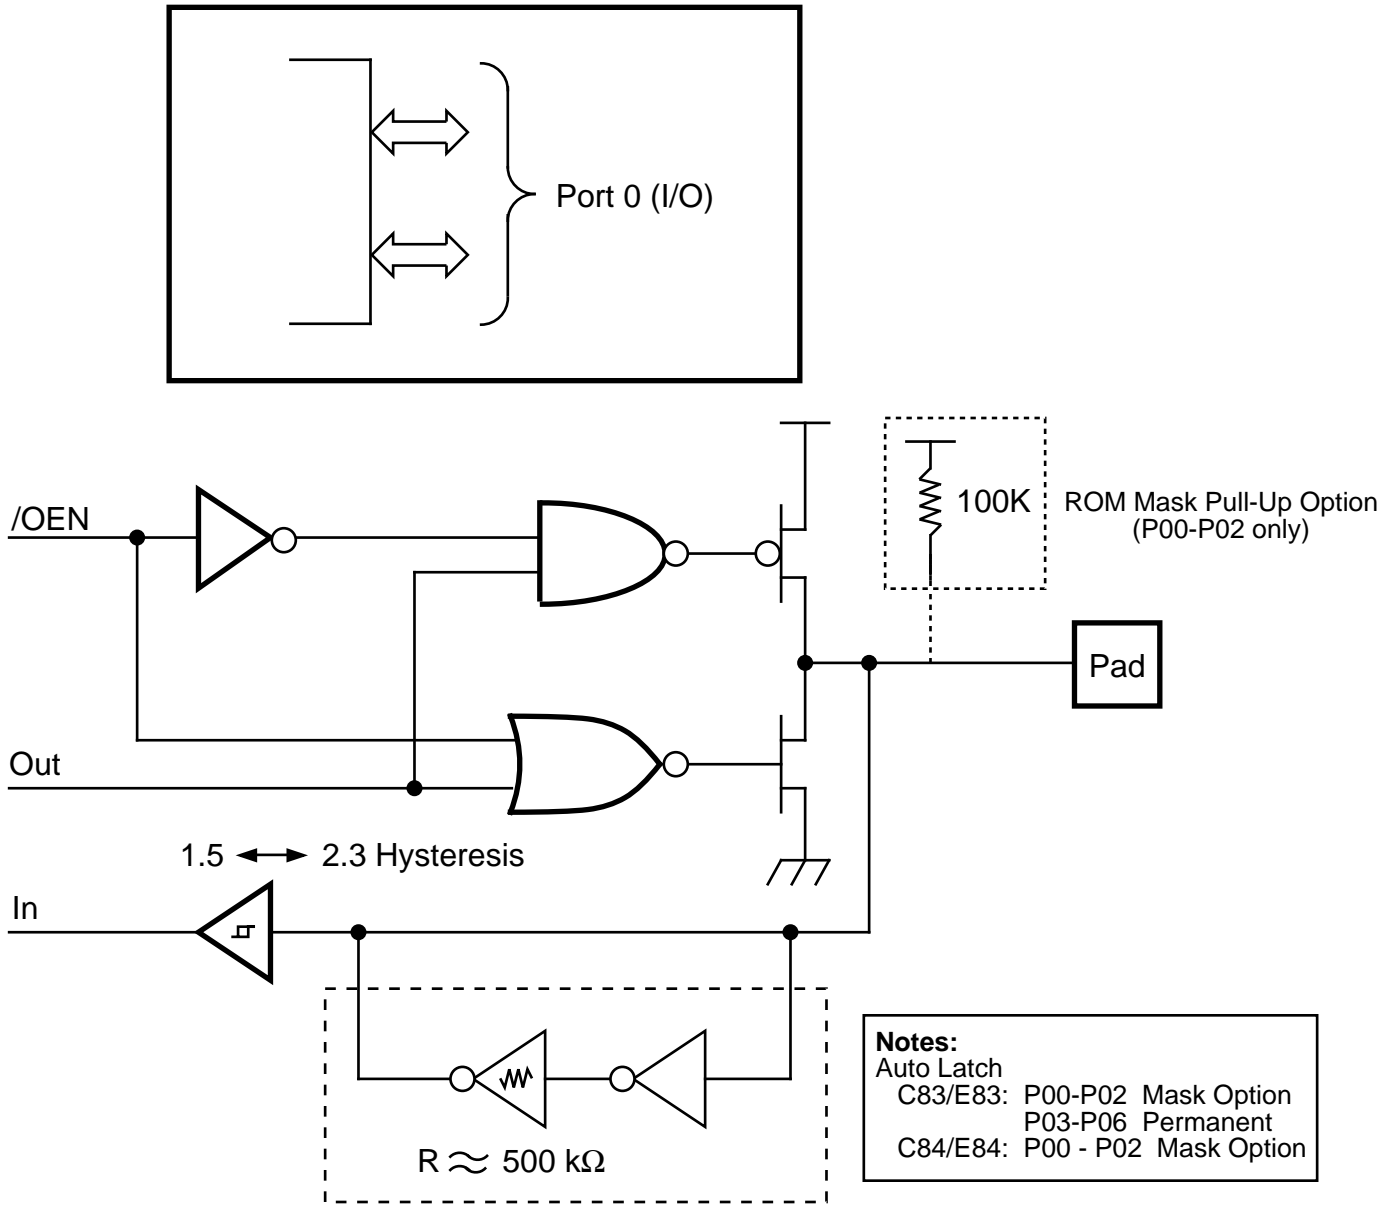 Port 0 (I/O)
/OEN
100K
ROM Mask Pull-Up Option
(P00-P02 only)
Pad
Out
1.5 2.3 Hysteresis
In
R ≈ 500 kΩ
Notes:
Auto Latch
C83/E83: P00-P02 Mask Option
P03-P06 Permanent
C84/E84: P00 - P02 Mask Option